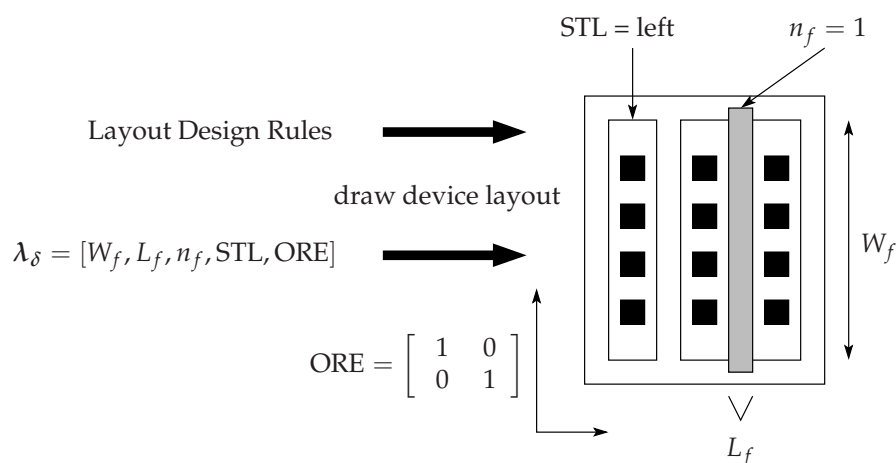 STL = left
n_f = 1
Layout Design Rules
draw device layout
λ_δ = [W_f, L_f, n_f, STL, ORE]
W_f
ORE = [ 1 0
0 1 ]
L_f